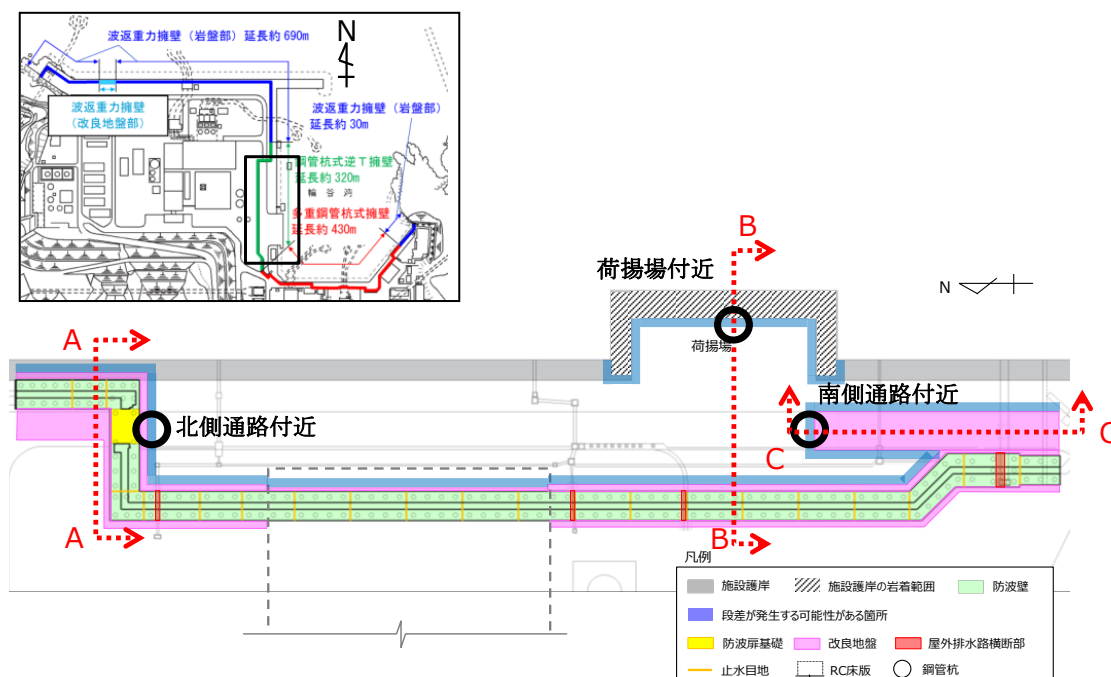 波返重力擁壁（岩盤部）延長約690m
N
波返重力擁壁
（改良地盤部）
波返重力擁壁（岩盤部）
延長約30m
鋼管杭式逆T擁壁
延長約320m
輪谷湾
多重鋼管杭式擁壁
延長約430m
B
荷揚場付近
N
A
荷揚場
南側通路付近
北側通路付近
C
C
A
B
凡例
施設護岸
施設護岸の岩着範囲
防波壁
段差が発生する可能性がある箇所
防波扉基礎
改良地盤
屋外排水路横断部
止水目地
RC床版
鋼管杭